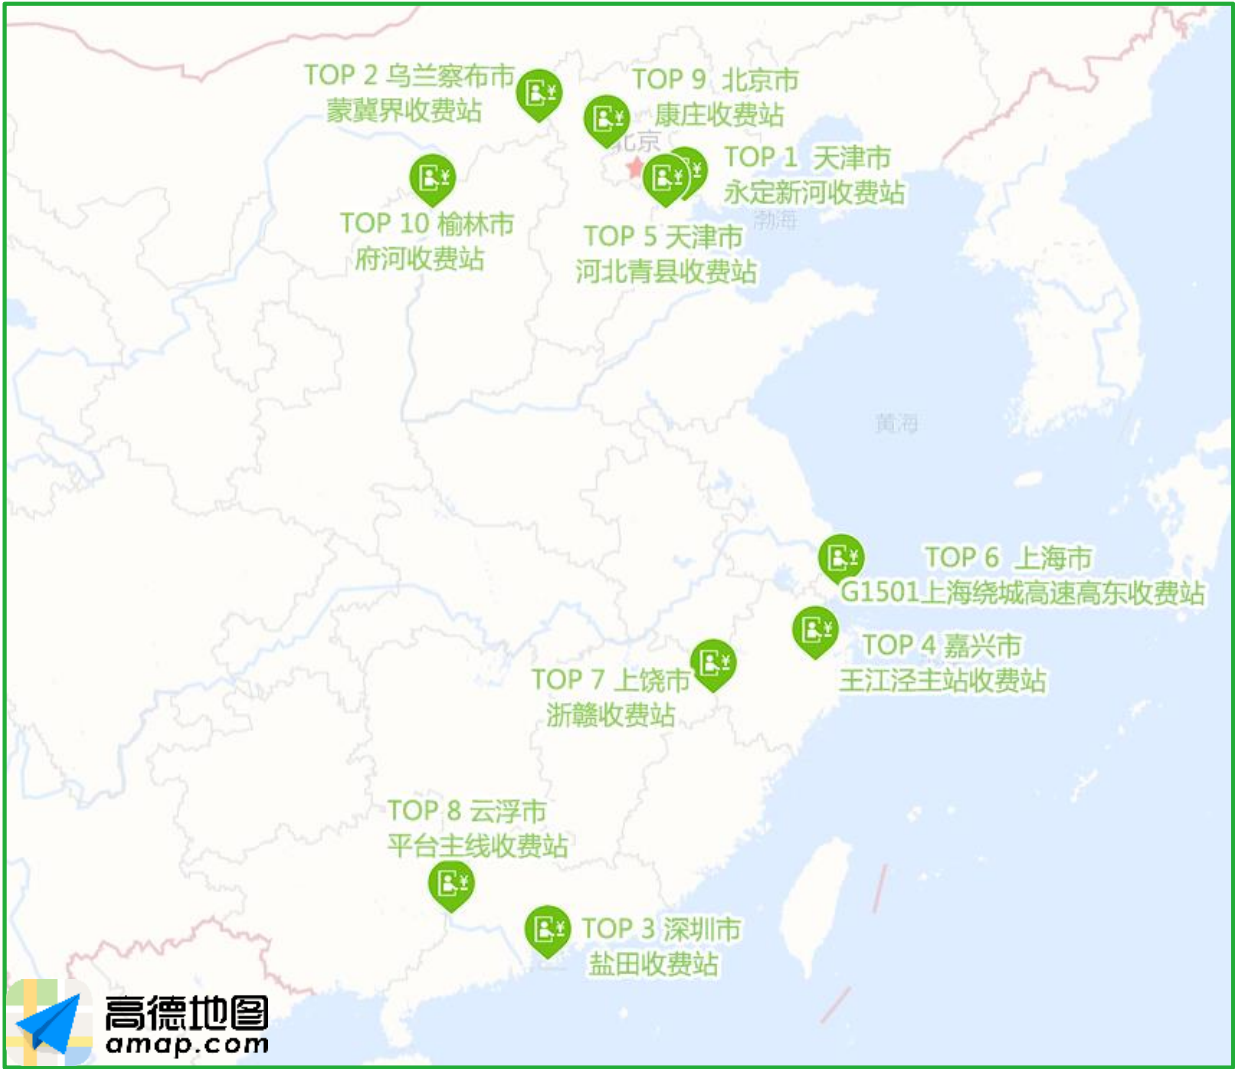 TOP 2 乌兰察布市
蒙冀界收费站
TOP 9 北京市
康庄收费站
北京
TOP 1 天津市
永定新河收费站
TOP 10 榆林市
府河收费站
TOP 5 天津市
河北青县收费站
渤海
黄海
TOP 6 上海市
G1501上海绕城高速高东收费站
TOP 4 嘉兴市
王江泾主站收费站
TOP 7 上饶市
浙赣收费站
TOP 8 云浮市
平台主线收费站
TOP 3 深圳市
盐田收费站
高德地图
amap.com